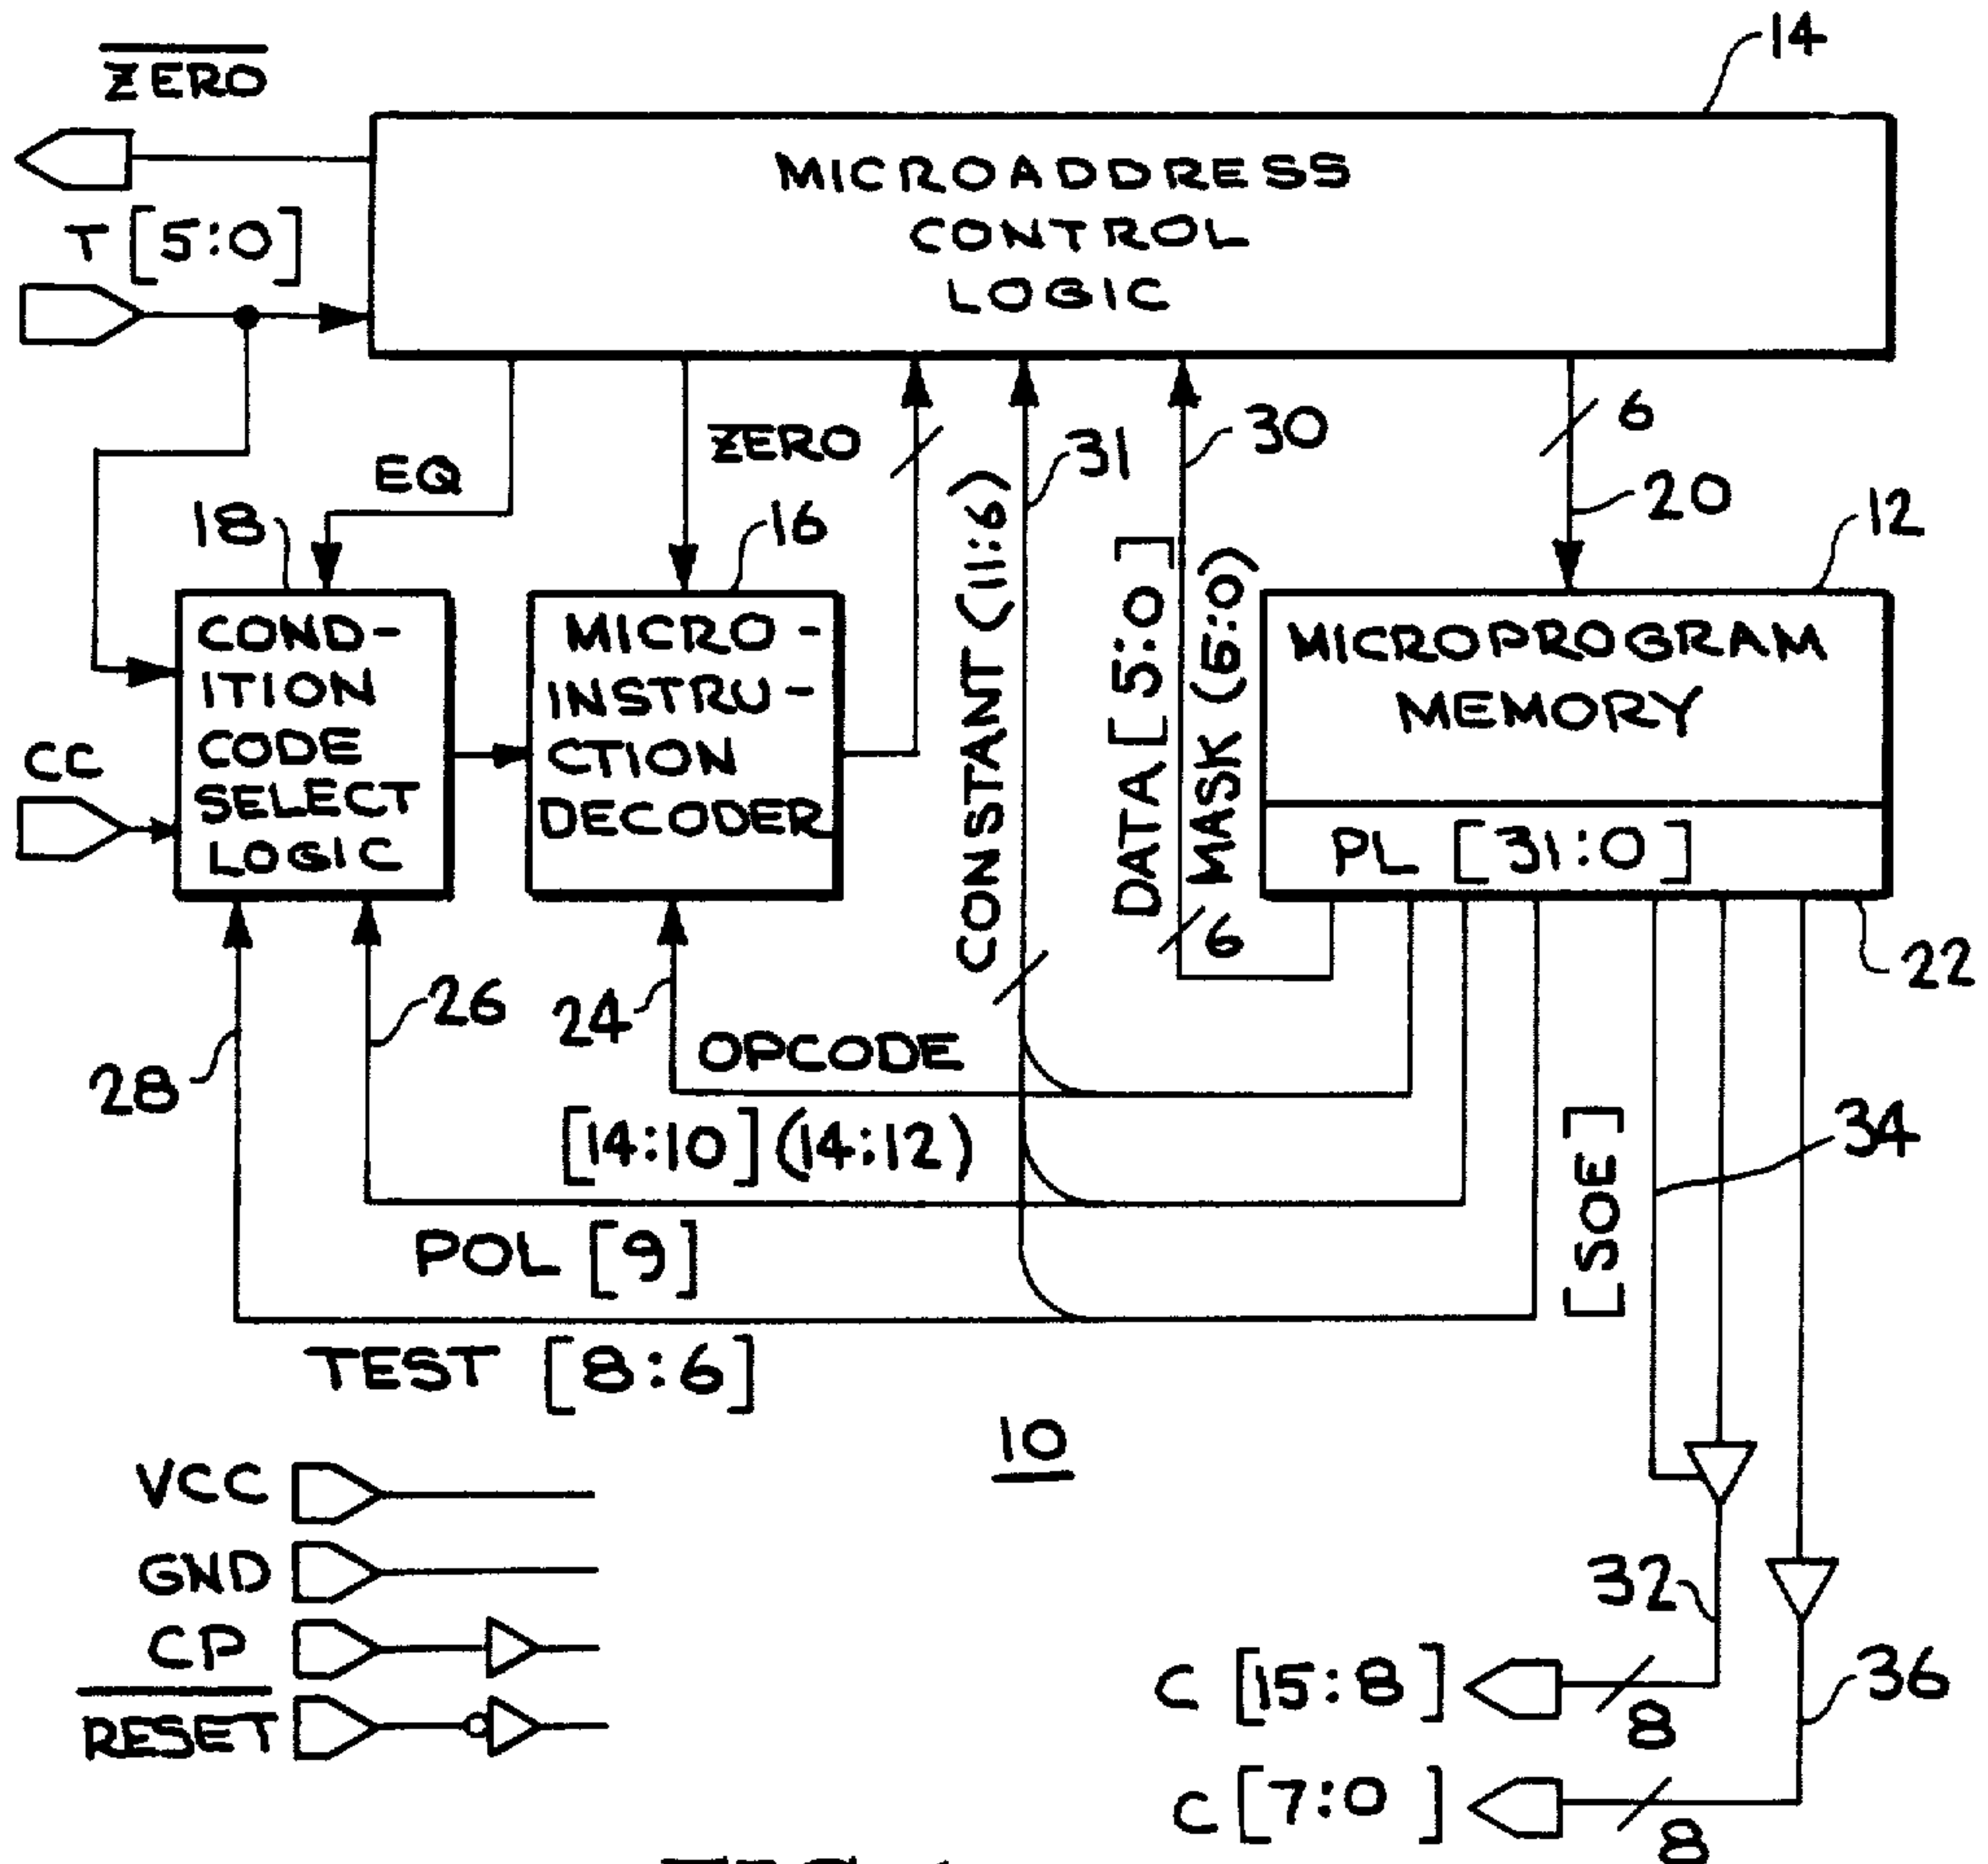 14
ZERO
MICROADDRESS
CONTROL
LOGIC
T [5:0]
6
30
31
ZERO
EQ
20
12
16
18
CONSTANT (11:6)
DATA [5:0]
MASK (5:0)
COND-
ITION
CODE
SELECT
LOGIC
MICRO-
INSTRU-
CTION
DECODER
MICROPROGRAM
MEMORY
PL [31:0]
CC
6
22
26
24
28
OPCODE
[14:10] (14:12)
34
[SOE]
POL [9]
TEST [8:6]
10
VCC
GND
CP
RESET
32
36
C [15:8]
8
C [7:0]
8